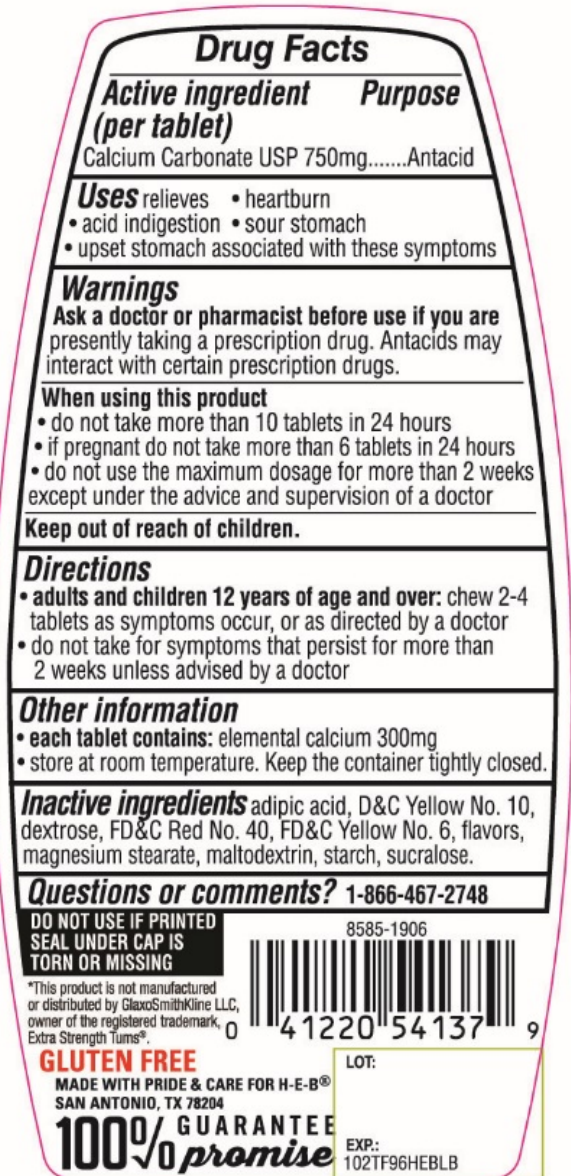 Drug Facts
Active ingredient Purpose
(per tablet)
Calcium Carbonate USP 750mg.......Antacid
Uses relieves • heartburn
• acid indigestion • sour stomach
• upset stomach associated with these symptoms
Warnings
Ask a doctor or pharmacist before use if you are
presently taking a prescription drug. Antacids may
interact with certain prescription drugs.
When using this product
• do not take more than 10 tablets in 24 hours
• if pregnant do not take more than 6 tablets in 24 hours
• do not use the maximum dosage for more than 2 weeks
except under the advice and supervision of a doctor
Keep out of reach of children.
Directions
• adults and children 12 years of age and over: chew 2-4
tablets as symptoms occur, or as directed by a doctor
• do not take for symptoms that persist for more than
2 weeks unless advised by a doctor
Other information
• each tablet contains: elemental calcium 300mg
• store at room temperature. Keep the container tightly closed.
Inactive ingredients adipic acid, D&C Yellow No. 10,
dextrose, FD&C Red No. 40, FD&C Yellow No. 6, flavors,
magnesium stearate, maltodextrin, starch, sucralose.
Questions or comments? 1-866-467-2748
DO NOT USE IF PRINTED
SEAL UNDER CAP IS
TORN OR MISSING
*This product is not manufactured
or distributed by GlaxoSmithKline LLC,
owner of the registered trademark,
Extra Strength Tums®.
8585-1906
0 41220 54137 9
GLUTEN FREE
MADE WITH PRIDE & CARE FOR H-E-B®
SAN ANTONIO, TX 78204
100% GUARANTEE
promise
LOT:
EXP.:
102TF96HEBLB